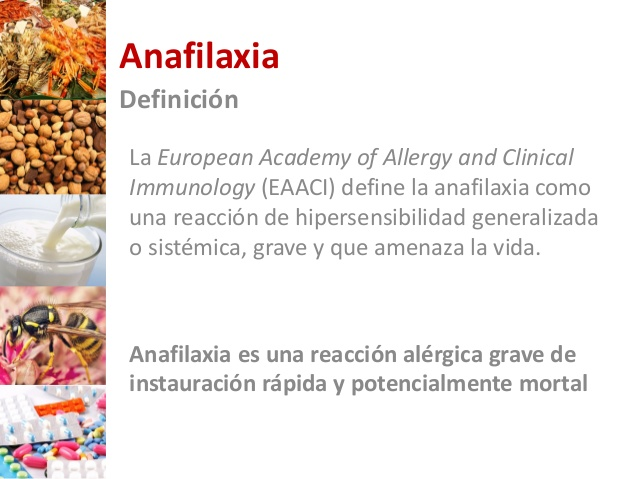 Anafilaxia
Definición
La European Academy of Allergy and Clinical
Immunology (EAACI) define la anafilaxia como
una reacción de hipersensibilidad generalizada
o sistémica, grave y que amenaza la vida.
Anafilaxia es una reacción alérgica grave de
instauración rápida y potencialmente mortal